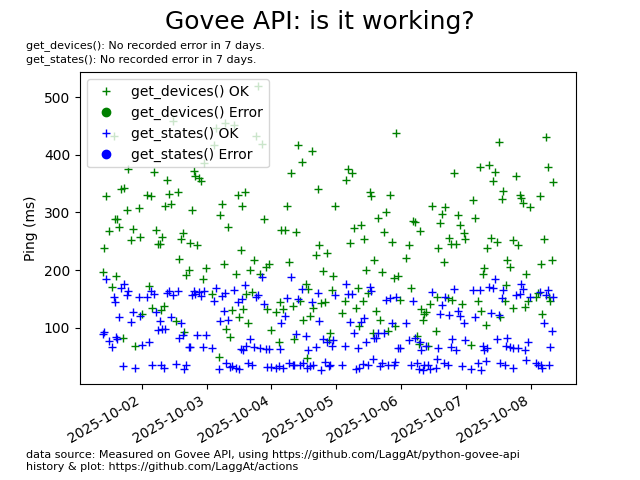 Govee API: is it working?
get_devices(): No recorded error in 7 days.
get_states(): No recorded error in 7 days.
get_devices() OK
get_devices() Error
get_states() OK
get_states() Error
Ping (ms)
500
400
300
200
100
2025-10-02
2025-10-03
2025-10-04
2025-10-05
2025-10-06
2025-10-07
2025-10-08
data source: Measured on Govee API, using https://github.com/LaggAt/python-govee-api
history & plot: https://github.com/LaggAt/actions